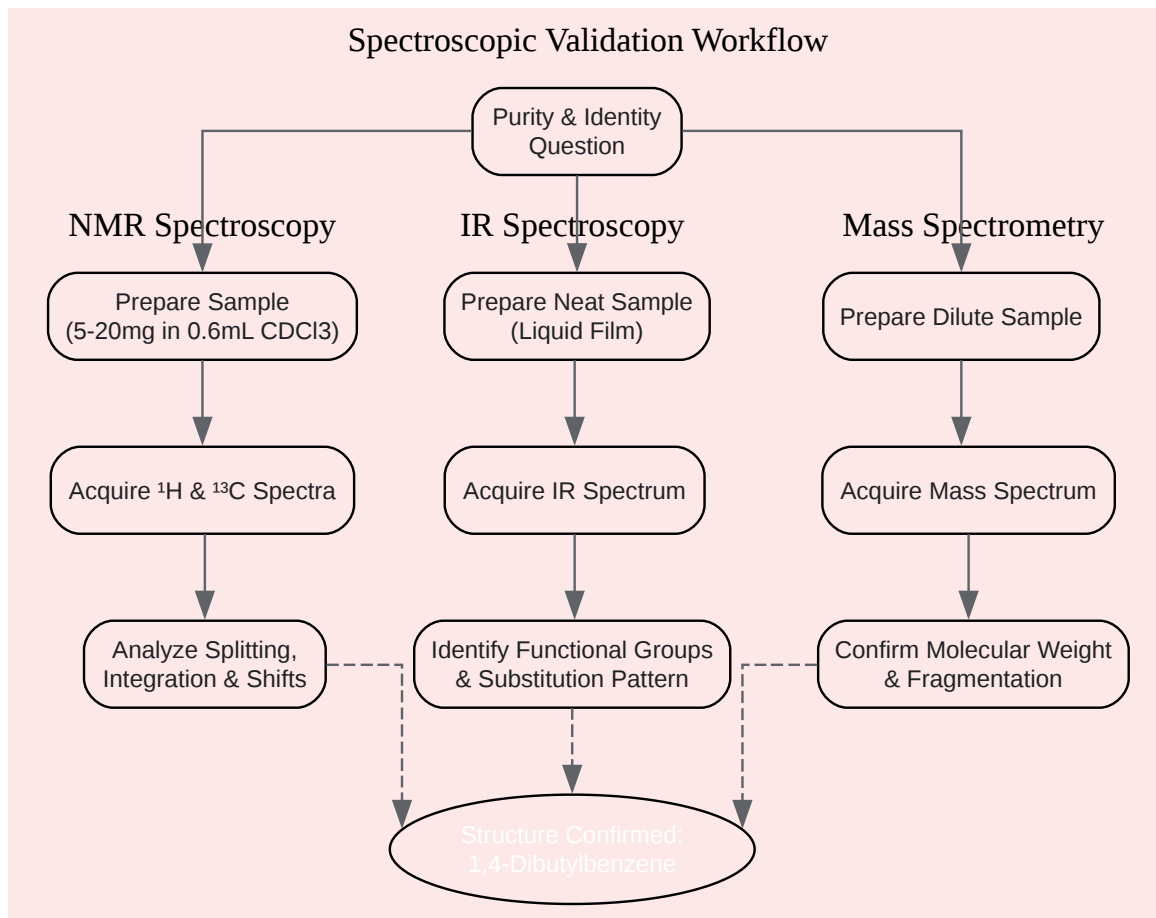 Spectroscopic Validation Workflow
Purity & Identity
Question
NMR Spectroscopy
IR Spectroscopy
Mass Spectrometry
Prepare Sample
(5-20mg in 0.6mL CDCl3)
Prepare Neat Sample
(Liquid Film)
Prepare Dilute Sample
Acquire ¹H & ¹³C Spectra
Acquire IR Spectrum
Acquire Mass Spectrum
Analyze Splitting,
Integration & Shifts
Identify Functional Groups
& Substitution Pattern
Confirm Molecular Weight
& Fragmentation
Structure Confirmed:
1,4-Dibutylbenzene